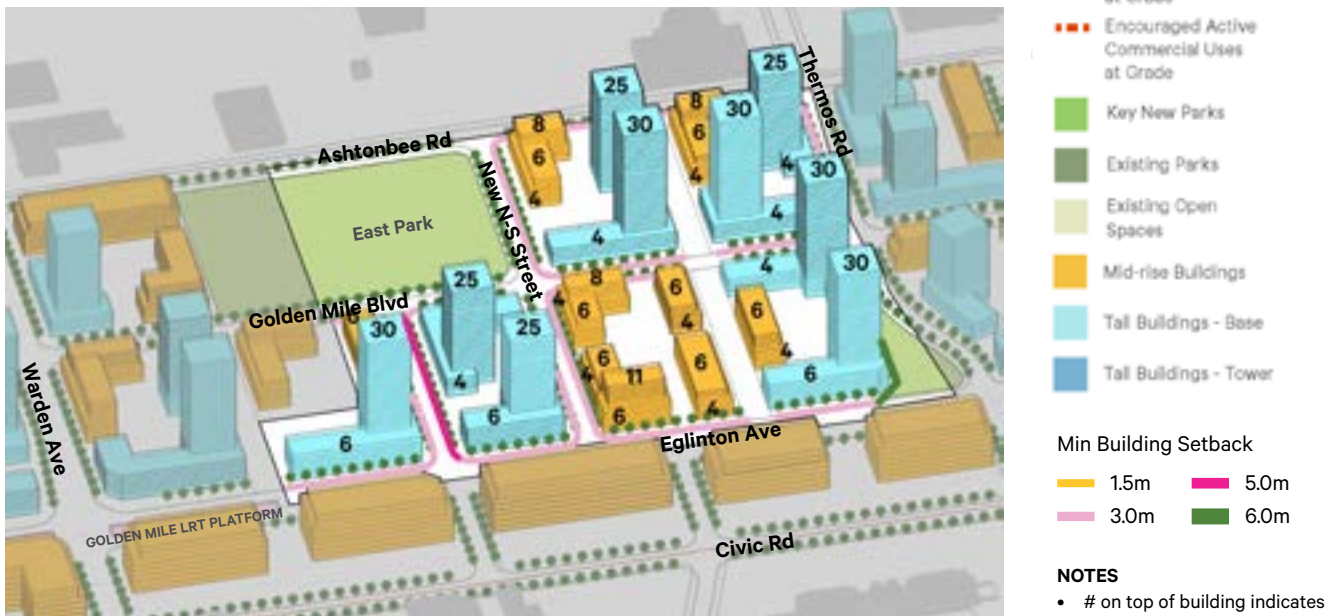 at Grade
Encouraged Active
Commercial Uses
at Grade
Key New Parks
Existing Parks
Existing Open
Spaces
Mid-rise Buildings
Tall Buildings - Base
Tall Buildings - Tower
Min Building Setback
1.5m
5.0m
3.0m
6.0m
NOTES
• # on top of building indicates
Ashtonbee Rd
Thermos Rd
New N-S Street
East Park
Golden Mile Blvd
Warden Ave
Eglinton Ave
GOLDEN MILE LRT PLATFORM
Civic Rd
25
30
8
6
4
4
8
6
4
30
25
4
4
30
4
30
6
25
4
25
6
30
6
8
4
6
6
4
6
4
11
6
6
4
6
4